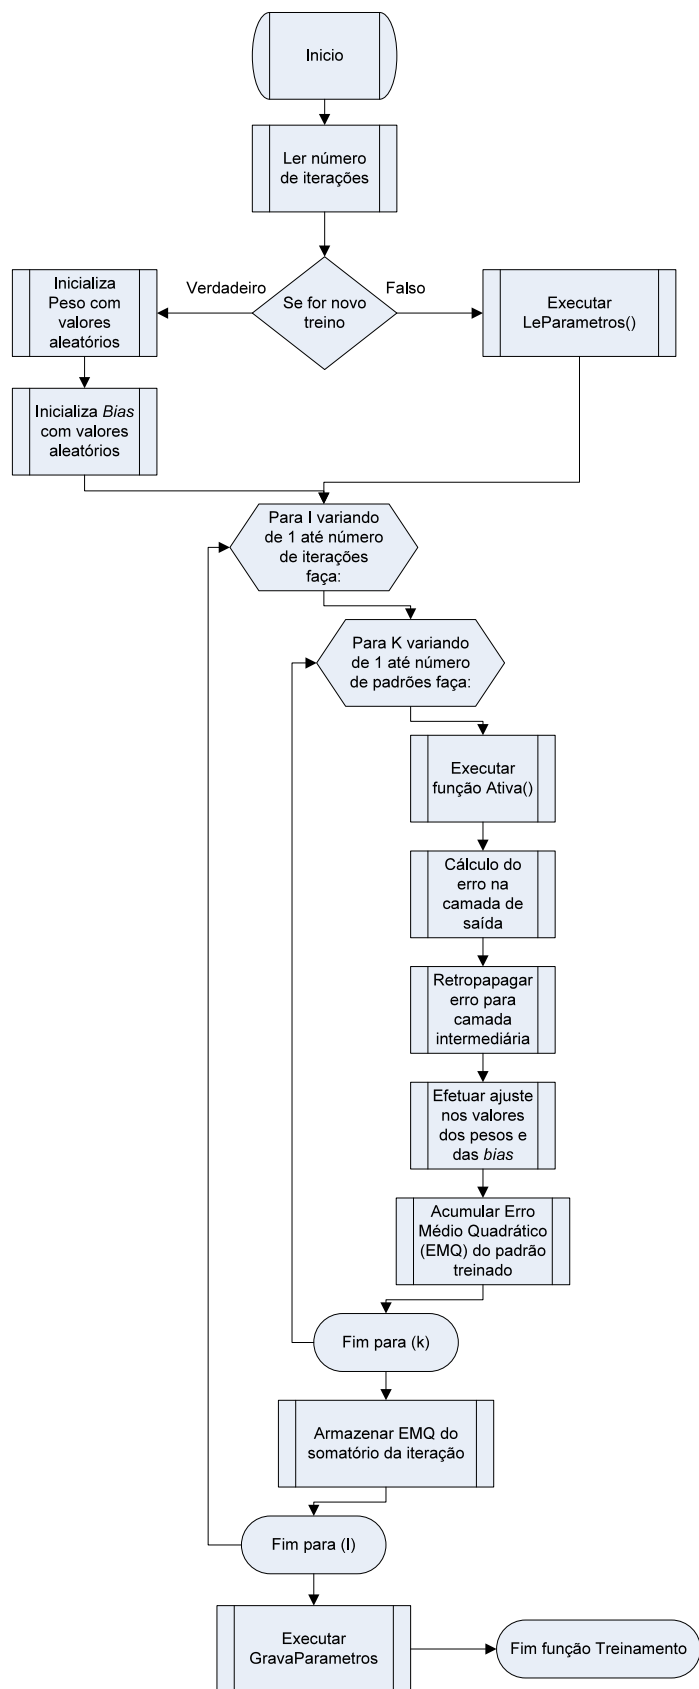 Inicio
Ler número
de iterações
Verdadeiro
Falso
Se for novo
treino
Inicializa
Peso com
valores
aleatórios
Executar
LeParametros()
Inicializa Bias
com valores
aleatórios
Para I variando
de 1 até número
de iterações
faça:
Para K variando
de 1 até número
de padrões faça:
Executar
função Ativa()
Cálculo do
erro na
camada de
saída
Retropapagar
erro para
camada
intermediária
Efetuar ajuste
nos valores
dos pesos e
das bias
Acumular Erro
Médio Quadrático
(EMQ) do padrão
treinado
Fim para (k)
Armazenar EMQ do
somatório da iteração
Fim para (I)
Executar
GravaParametros
Fim função Treinamento